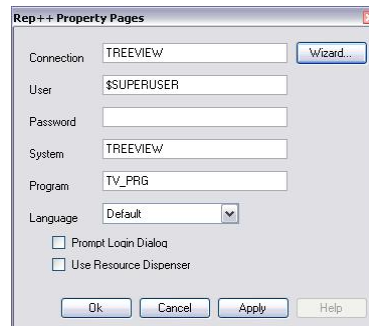 Rep++ Property Pages
Connection TREEVIEW Wizard...
User $SUPERUSER
Password
System TREEVIEW
Program TV_PRG
Language Default
Prompt Login Dialog
Use Resource Dispenser
Ok Cancel Apply Help